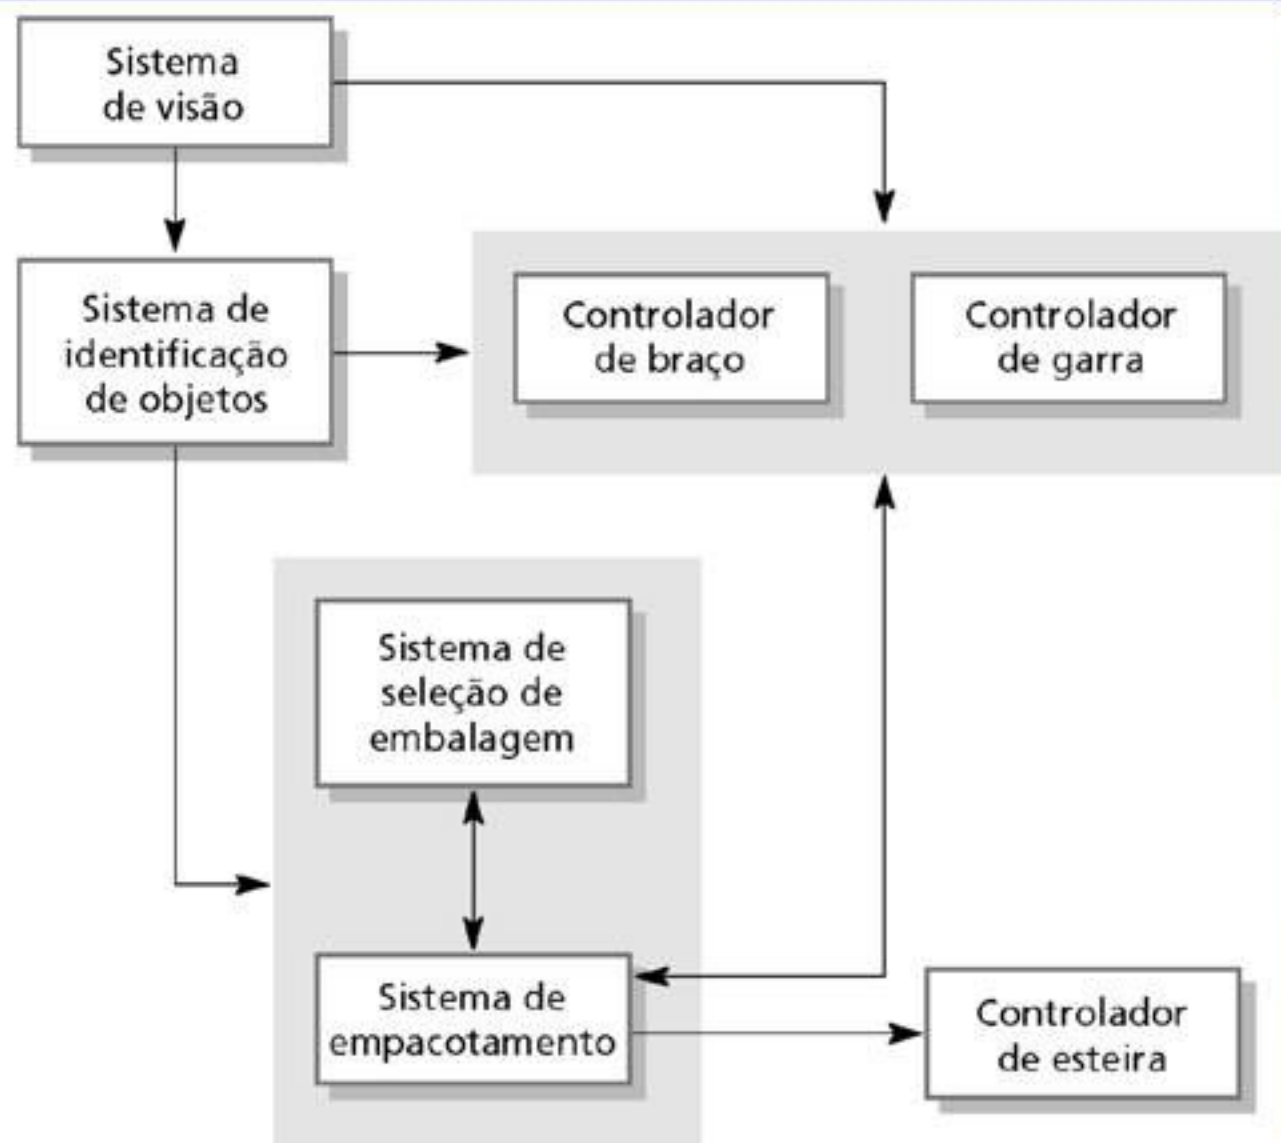 Sistema
de visão
Sistema de
identificação
de objetos
Controlador
de braço
Controlador
de garra
Sistema de
seleção de
embalagem
Sistema de
empacotamento
Controlador
de esteira